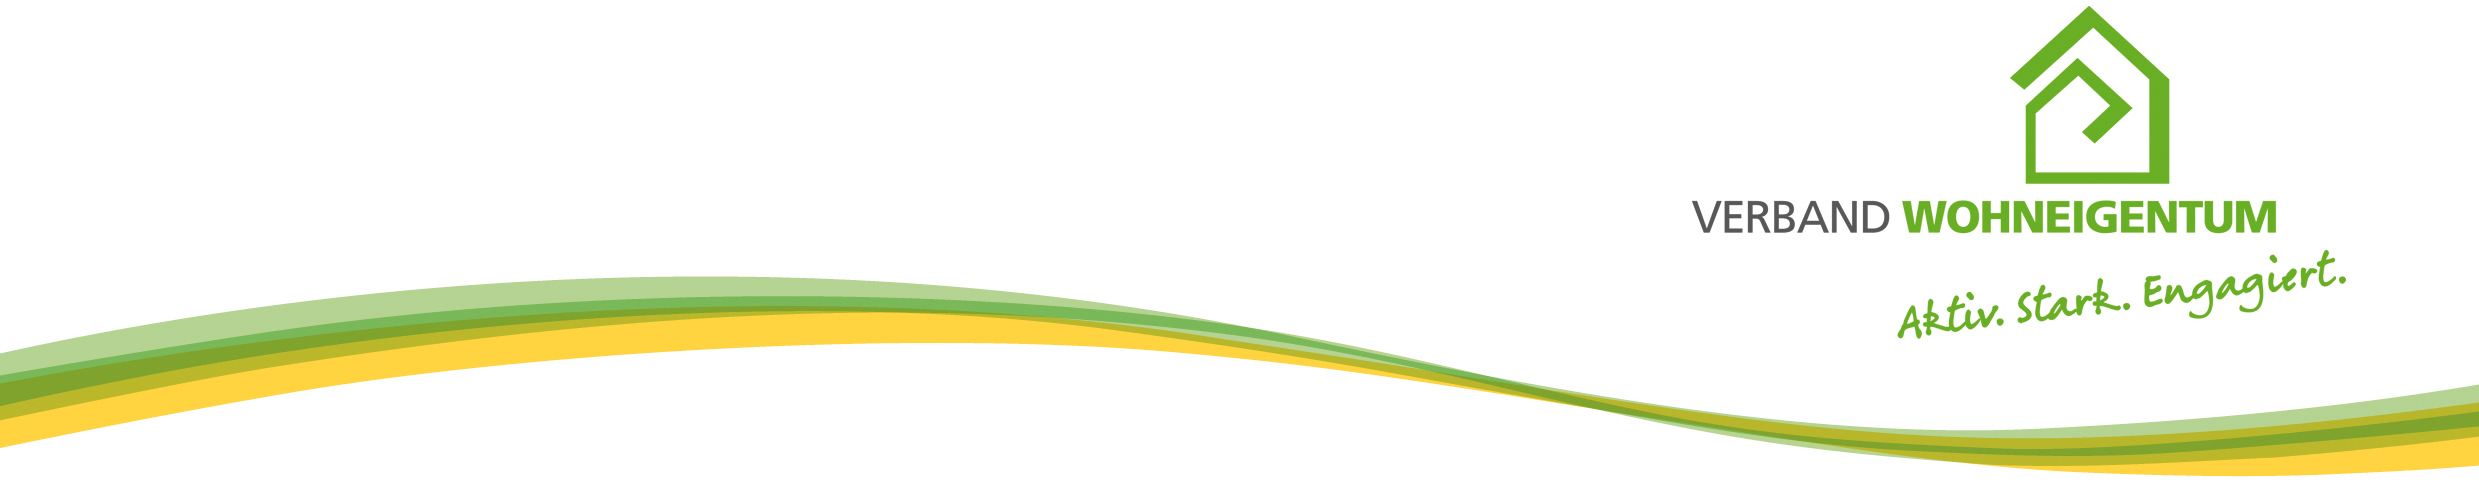 VERBAND WOHNEIGENTUM
Aktiv. Stark. Engagiert.